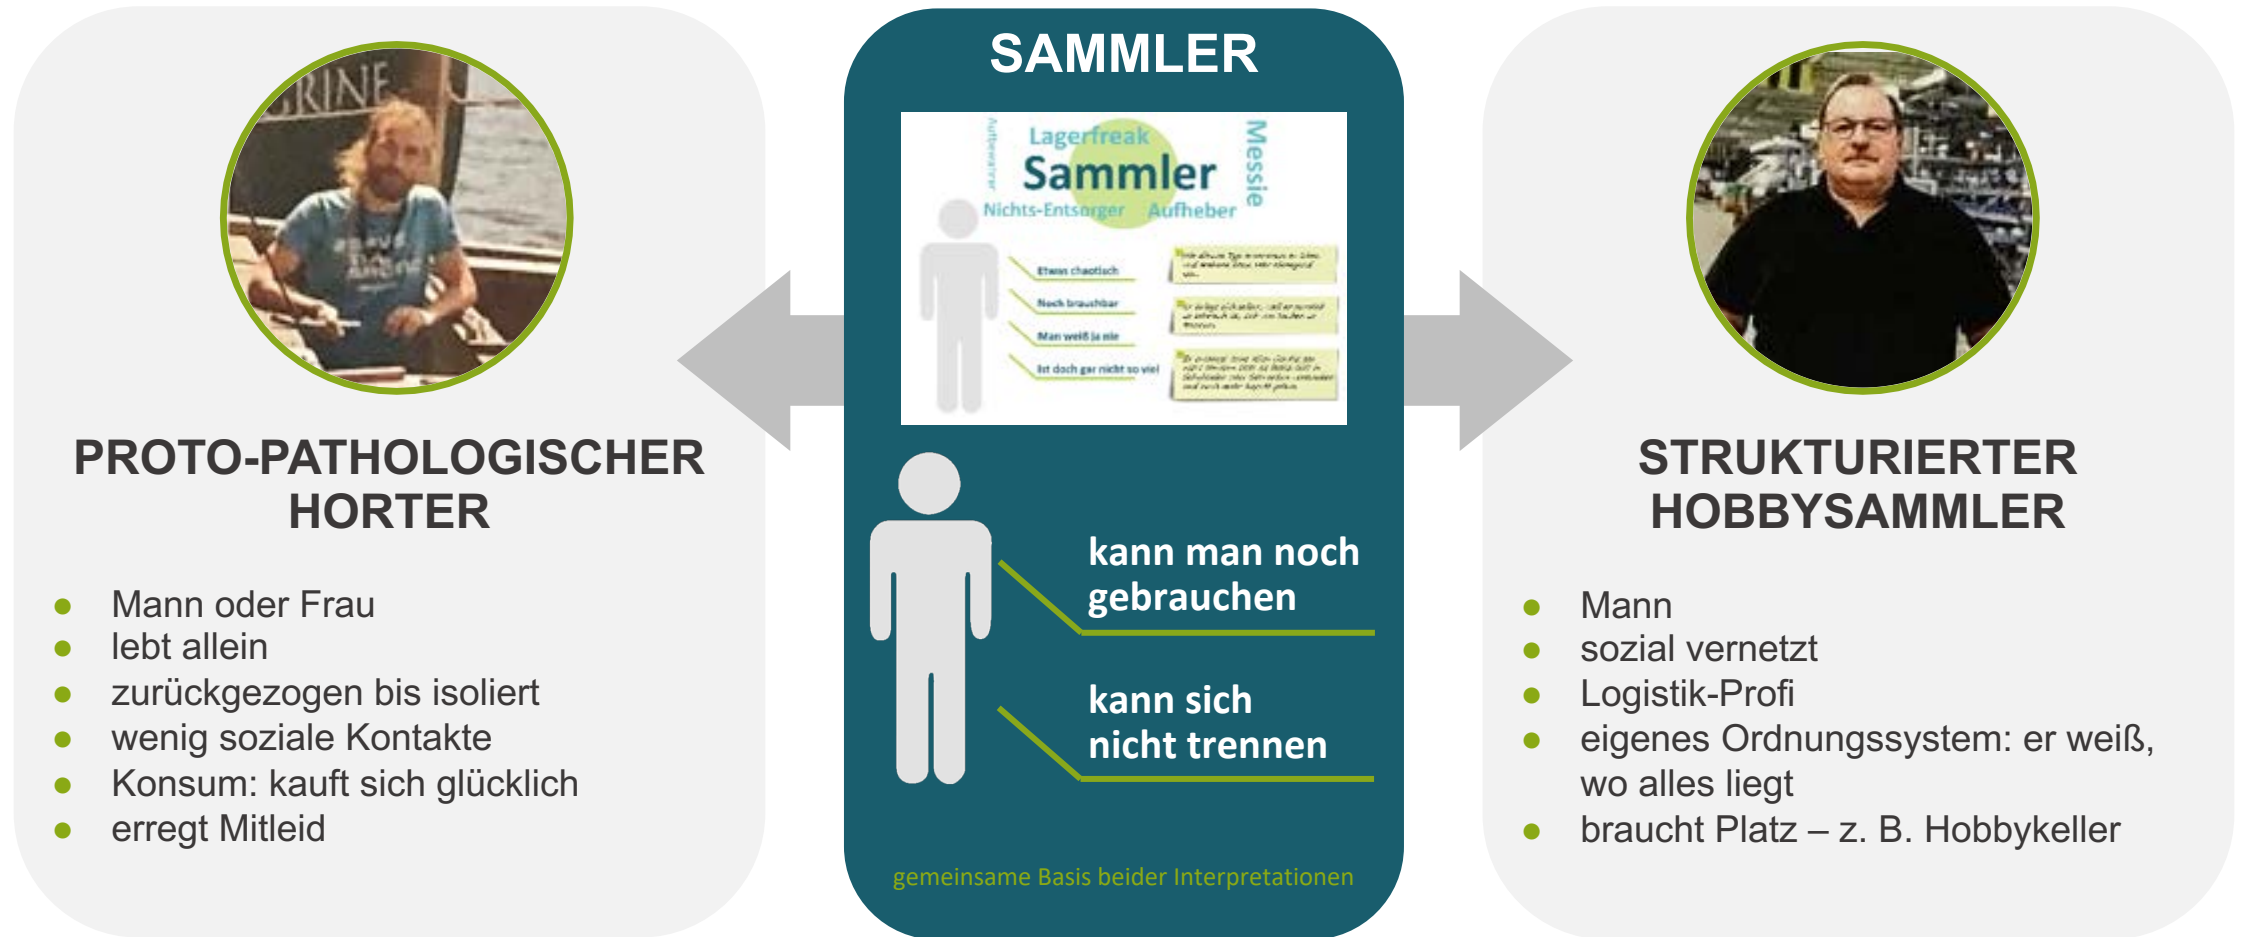 SAMMLER
Aufbewahrer
Lagerfreak
Messie
Sammler
Nichts-Entsorger Aufheber
Etwas chaotisch
Noch brauchbar
Man weiß ja nie
Ist doch gar nicht so viel
RINE
PROTO-PATHOLOGISCHER
HORTER
● Mann oder Frau
● lebt allein
● zurückgezogen bis isoliert
● wenig soziale Kontakte
● Konsum: kauft sich glücklich
● erregt Mitleid
kann man noch
gebrauchen
kann sich
nicht trennen
gemeinsame Basis beider Interpretationen
STRUKTURIERTER
HOBBYSAMMLER
● Mann
● sozial vernetzt
● Logistik-Profi
● eigenes Ordnungssystem: er weiß,
wo alles liegt
● braucht Platz – z. B. Hobbykeller